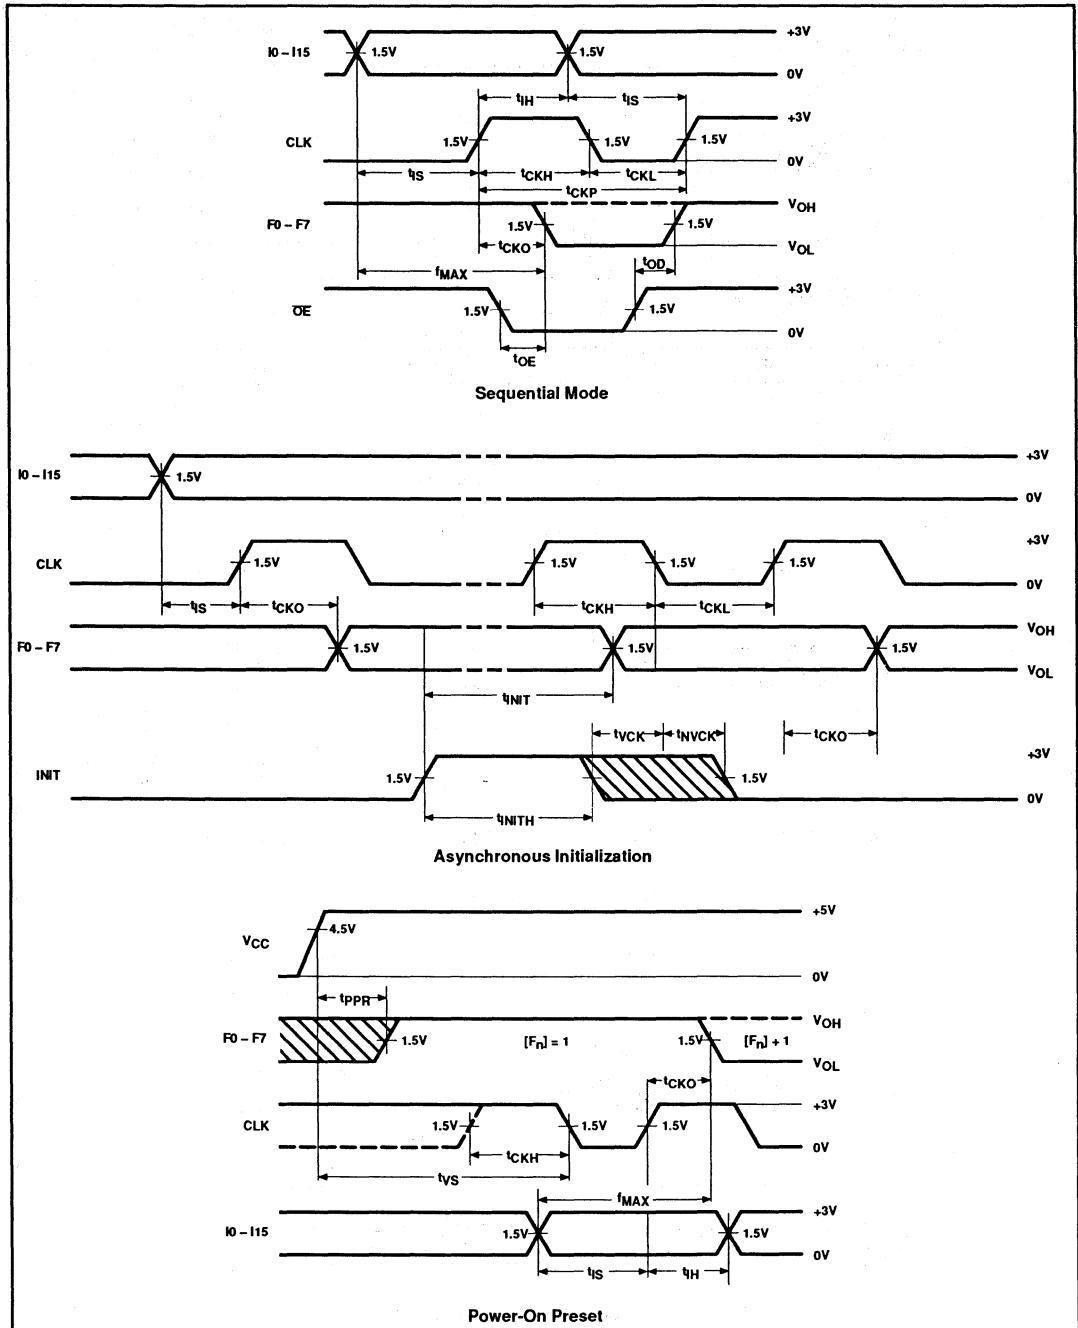 I0 – I15 1.5V 1.5V +3V
0V
tIH tIS
CLK 1.5V 1.5V 1.5V +3V
0V
tIS tCKH tCKL
tCKP
F0 – F7 1.5V 1.5V VOH
VOL
tCKO tOD
fMAX
OE 1.5V 1.5V +3V
0V
tOE
Sequential Mode
I0 – I15 1.5V +3V
0V
CLK 1.5V 1.5V 1.5V 1.5V +3V
0V
tIS tCKO tCKH tCKL
F0 – F7 1.5V 1.5V 1.5V VOH
VOL
tINIT
tVCK tNVCK tCKO
INIT 1.5V 1.5V +3V
0V
tINITH
Asynchronous Initialization
VCC 4.5V +5V
0V
tPPR
F0 – F7 1.5V [Fn] = 1 1.5V [Fn] + 1 VOH
VOL
tCKO
CLK 1.5V 1.5V 1.5V +3V
0V
tCKH
tVS
fMAX
I0 – I15 1.5V 1.5V +3V
0V
tIS tIH
Power-On Preset